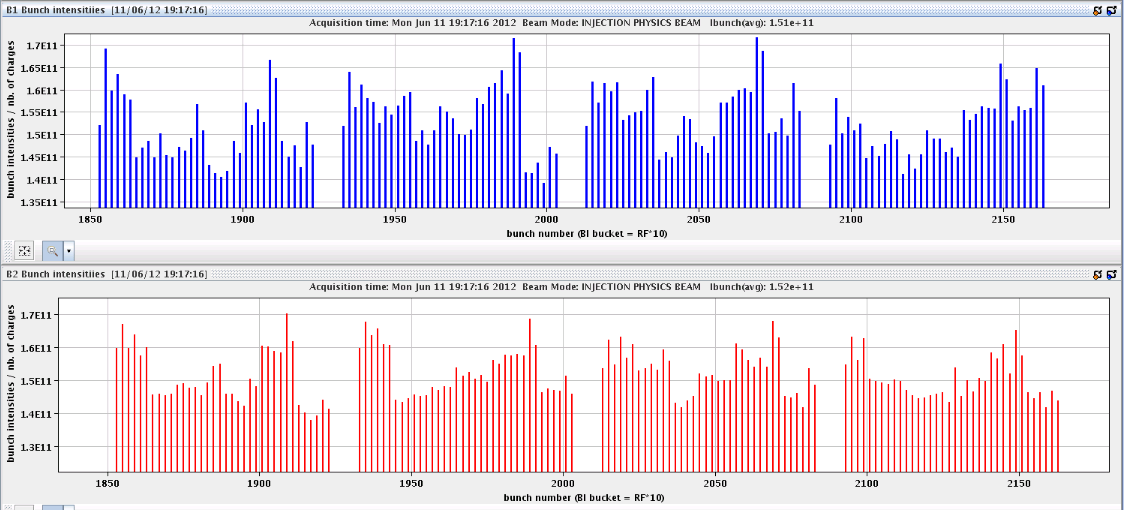 B1 Bunch intensitiies [11/06/12 19:17:16]
Acquisition time: Mon Jun 11 19:17:16 2012 Beam Mode: INJECTION PHYSICS BEAM Ibunch(avg): 1.51e+11
bunch intensities / nb. of charges
1.7E11
1.65E11
1.6E11
1.55E11
1.5E11
1.45E11
1.4E11
1.35E11
1850 1900 1950 2000 2050 2100 2150
bunch number (BI bucket = RF*10)
B2 Bunch intensitiies [11/06/12 19:17:16]
Acquisition time: Mon Jun 11 19:17:16 2012 Beam Mode: INJECTION PHYSICS BEAM Ibunch(avg): 1.52e+11
bunch intensities / nb. of charges
1.7E11
1.6E11
1.5E11
1.4E11
1.3E11
1850 1900 1950 2000 2050 2100 2150
bunch number (BI bucket = RF*10)